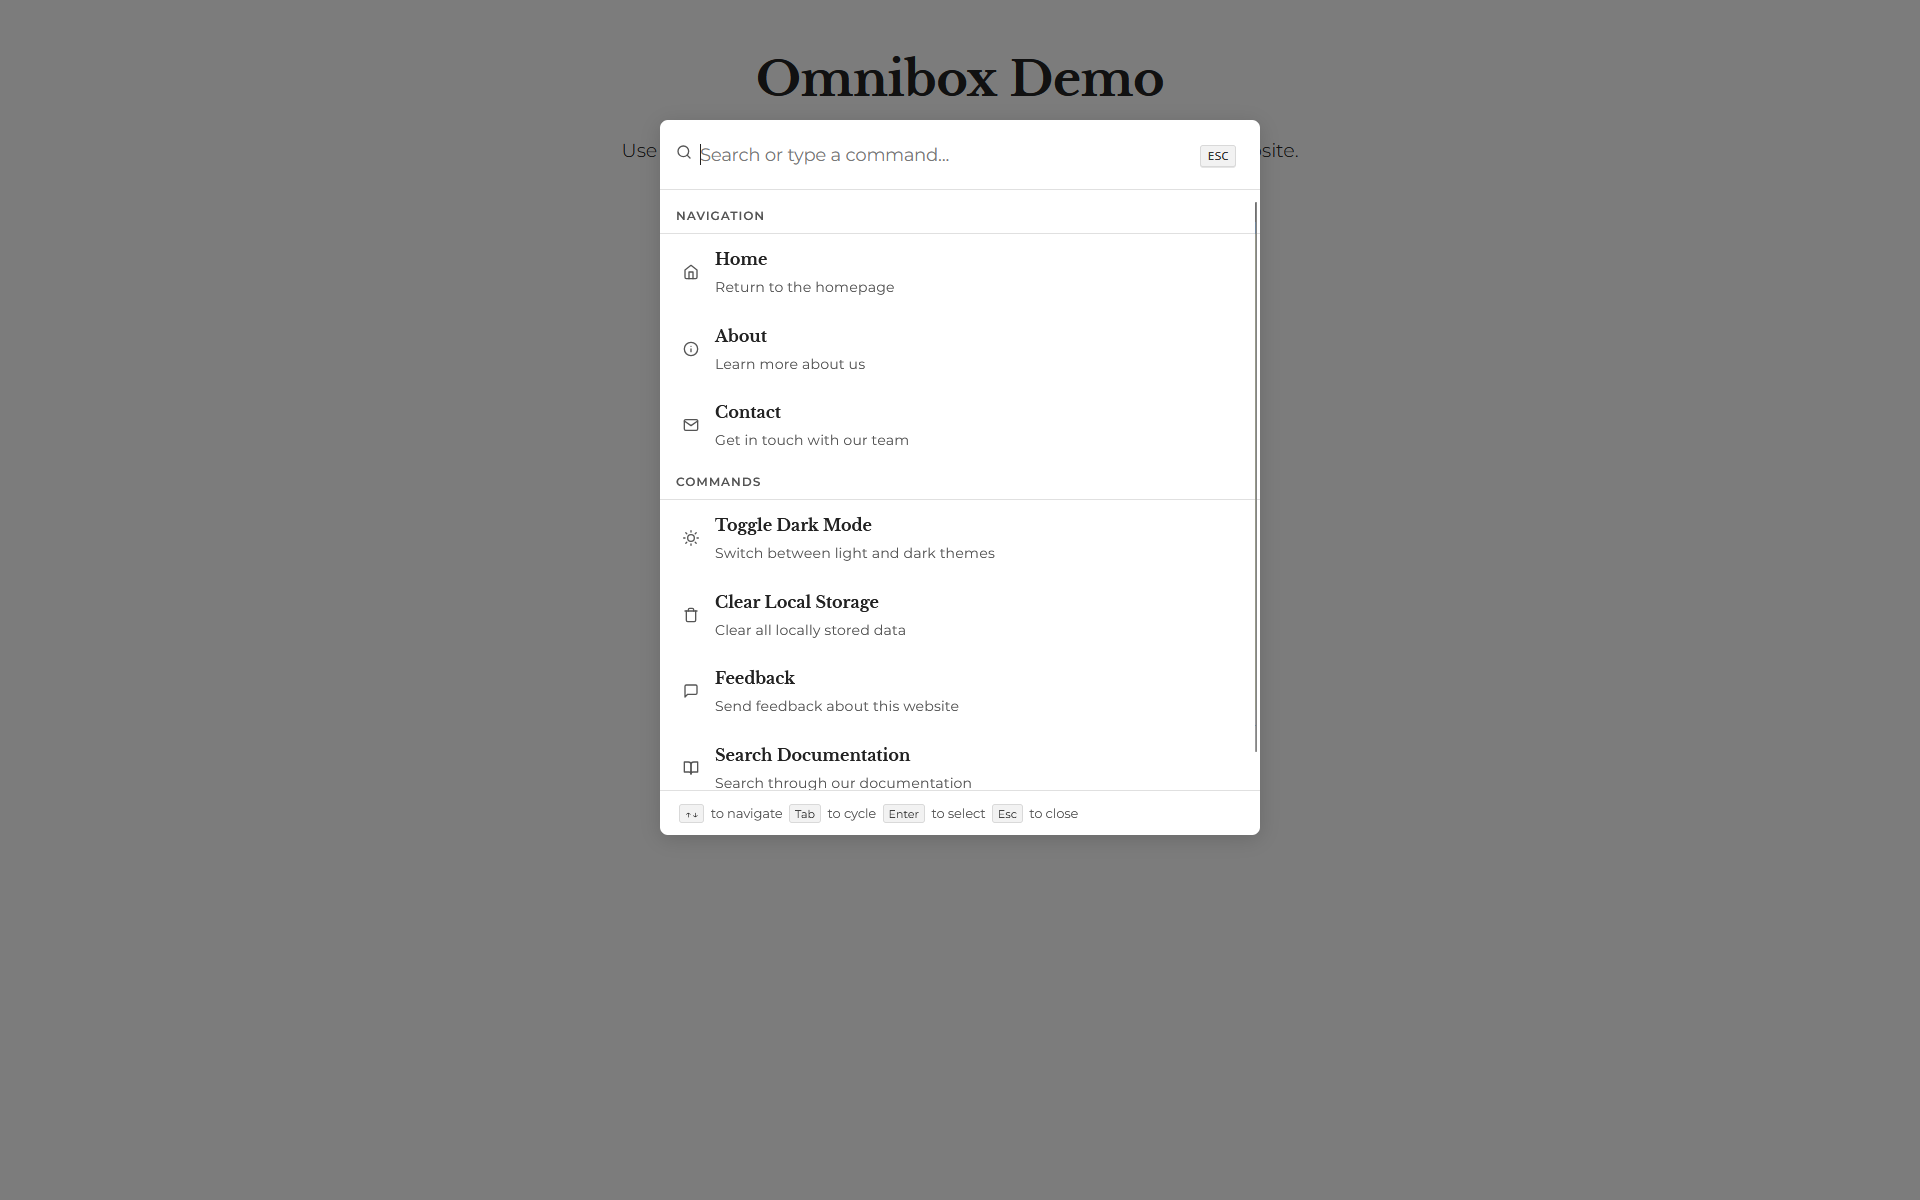 Omnibox Demo
Use
site.
Search or type a command...
ESC
NAVIGATION
Home
Return to the homepage
About
Learn more about us
Contact
Get in touch with our team
COMMANDS
Toggle Dark Mode
Switch between light and dark themes
Clear Local Storage
Clear all locally stored data
Feedback
Send feedback about this website
Search Documentation
Search through our documentation
↑↓ to navigate Tab to cycle Enter to select Esc to close